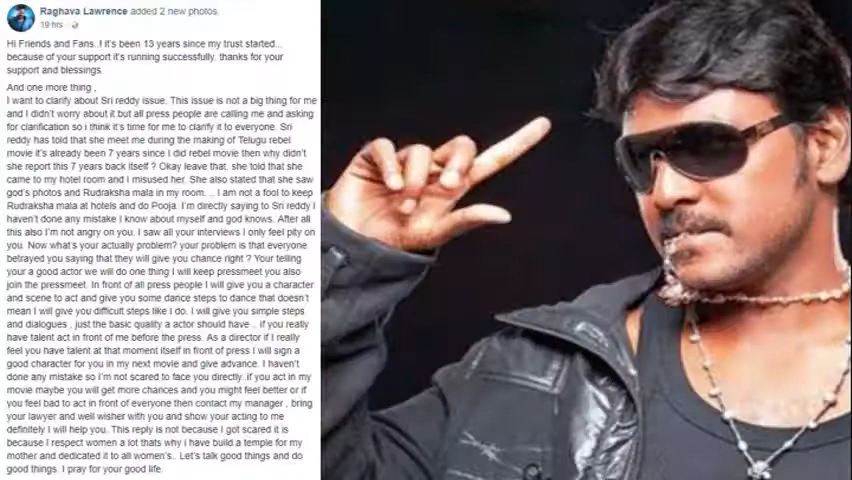 Raghava Lawrence added 2 new photos.
19 hrs ·
Hi Friends and Fans..! it's been 13 years since my trust started...
because of your support it's running successfully. thanks for your
support and blessings.
And one more thing ,
I want to clarify about Sri reddy issue. This issue is not a big thing for me
and I didn't worry about it but all press people are calling me and asking
for clarification so i think it's time for me to clarify it to everyone. Sri
reddy has told that she meet me during the making of Telugu rebel
movie it's already been 7 years since I did rebel movie then why didn't
she report this 7 years back itself ? Okay leave that, she told that she
came to my hotel room and I misused her. She also stated that she saw
god's photos and Rudraksha mala in my room. .. I am not a fool to keep
Rudraksha mala at hotels and do Pooja. I'm directly saying to Sri reddy I
haven't done any mistake I know about myself and god knows. After all
this also I'm not angry on you. I saw all your interviews I only feel pity on
you. Now what's your actually problem? your problem is that everyone
betrayed you saying that they will give you chance right ? Your telling
your a good actor we will do one thing I will keep pressmeet you also
join the pressmeet. In front of all press people I will give you a character
and scene to act and give you some dance steps to dance that doesn't
mean I will give you difficult steps like I do. I will give you simple steps
and dialogues , just the basic quality a actor should have .. if you really
have talent act in front of me before the press. As a director if I really
feel you have talent at that moment itself in front of press I will sign a
good character for you in my next movie and give advance. I haven't
done any mistake so I'm not scared to face you directly. if you act in my
movie maybe you will get more chances and you might feel better or if
you feel bad to act in front of everyone then contact my manager , bring
your lawyer and well wisher with you and show your acting to me
definitely I will help you. This reply is not because I got scared it is
because I respect women a lot thats why i have build a temple for my
mother and dedicated it to all women's.. Let's talk good things and do
good things. I pray for your good life.